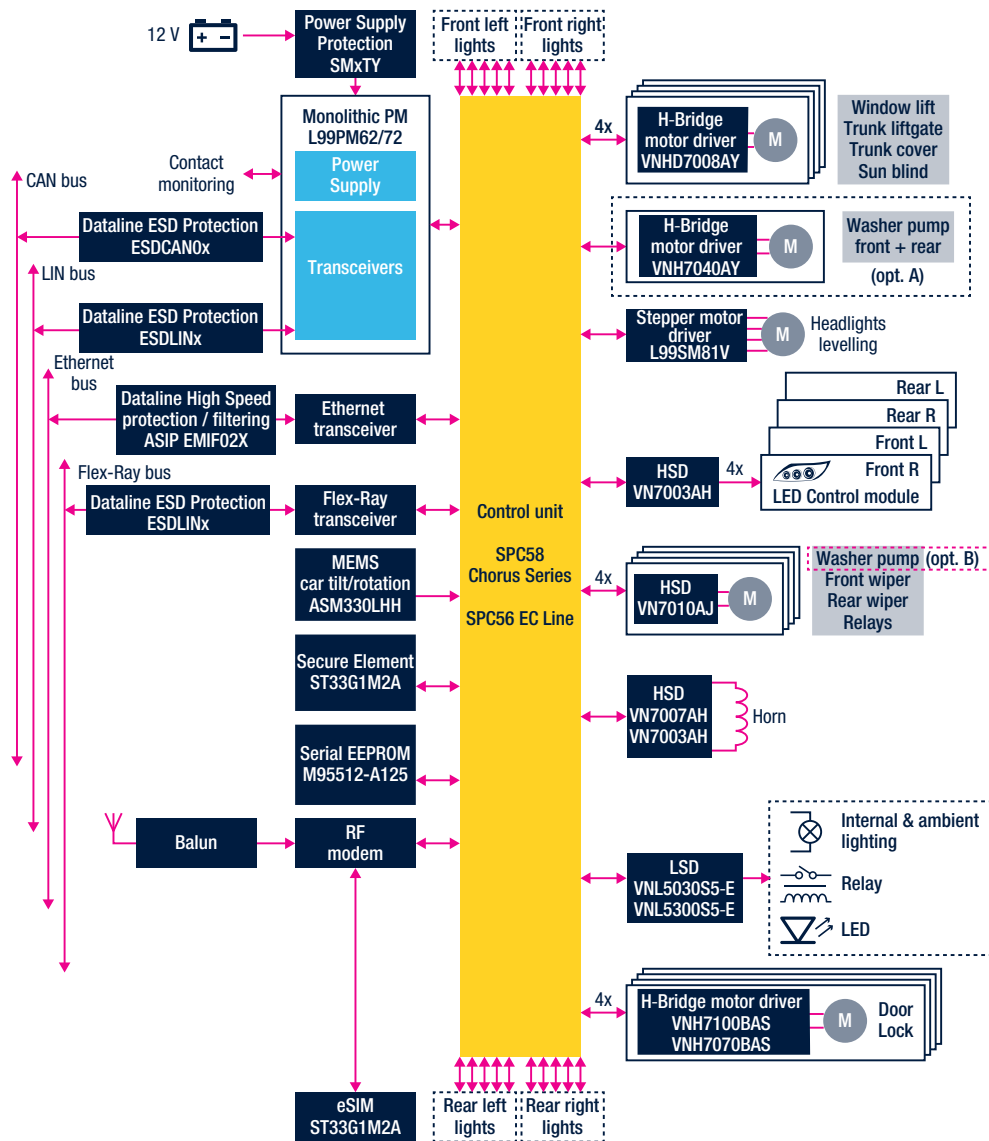 12 V
Power Supply
Protection
SMxTY
Front left
lights
Front right
lights
Monolithic PM
L99PM62/72
Power
Supply
Transceivers
Contact
monitoring
CAN bus
Dataline ESD Protection
ESDCAN0x
LIN bus
Dataline ESD Protection
ESDLINx
Ethernet
bus
Dataline High Speed
protection / filtering
ASIP EMIF02X
Ethernet
transceiver
Flex-Ray bus
Dataline ESD Protection
ESDLINx
Flex-Ray
transceiver
MEMS
car tilt/rotation
ASM330LHH
Secure Element
ST33G1M2A
Serial EEPROM
M95512-A125
Balun
RF
modem
eSIM
ST33G1M2A
Control unit
SPC58
Chorus Series
SPC56 EC Line
Rear left
lights
Rear right
lights
4x
H-Bridge
motor driver
VNHD7008AY
M
Window lift
Trunk liftgate
Trunk cover
Sun blind
H-Bridge
motor driver
VNH7040AY
M
Washer pump
front + rear
(opt. A)
Stepper motor
driver
L99SM81V
M
Headlights
levelling
HSD
VN7003AH
4x
Rear L
Rear R
Front L
Front R
LED Control module
4x
HSD
VN7010AJ
M
Washer pump (opt. B)
Front wiper
Rear wiper
Relays
HSD
VN7007AH
VN7003AH
Horn
LSD
VNL5030S5-E
VNL5300S5-E
Internal & ambient
lighting
Relay
LED
4x
H-Bridge motor driver
VNH7100BAS
VNH7070BAS
M
Door
Lock